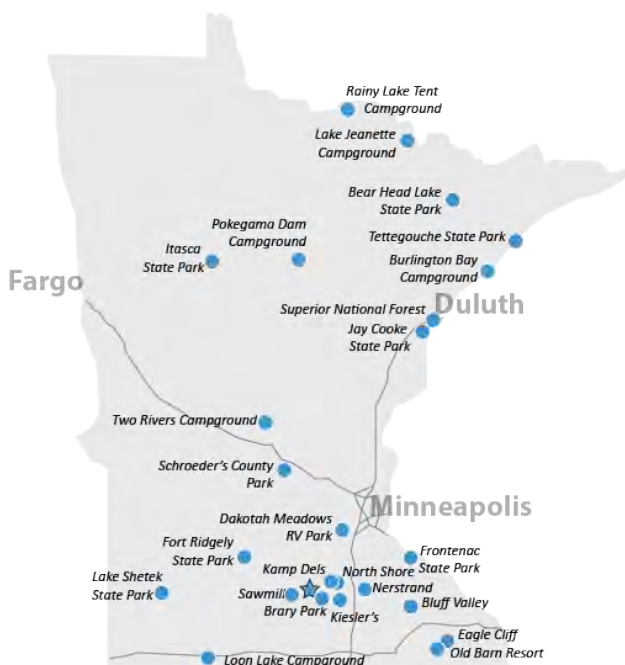 Rainy Lake Tent
Campground
Lake Jeanette
Campground
Bear Head Lake
State Park
Pokegama Dam
Campground
Itasca
State Park
Tettegouche State Park
Burlington Bay
Campground
Fargo
Superior National Forest
Duluth
Jay Cooke
State Park
Two Rivers Campground
Schroeder's County
Park
Minneapolis
Dakotah Meadows
RV Park
Fort Ridgely
State Park
Frontenac
State Park
Kamp Dels
North Shore
Nerstrand
Lake Shetek
State Park
Sawmill
Brary Park
Kiesler's
Bluff Valley
Eagle Cliff
Old Barn Resort
Loon Lake Campground